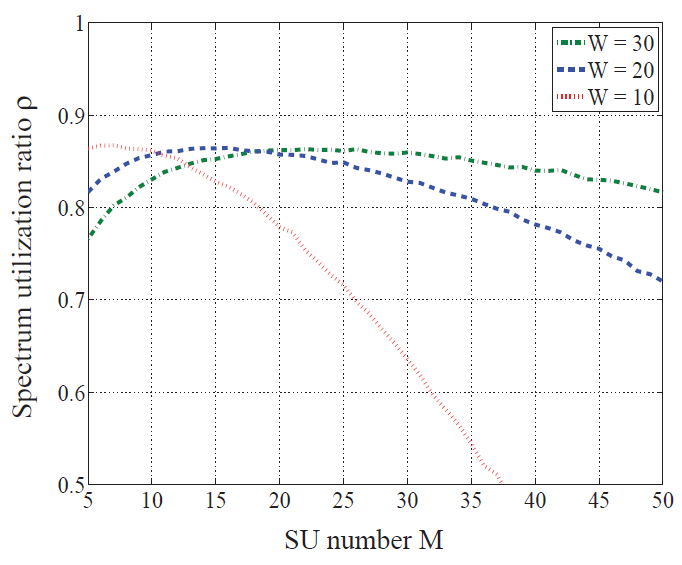 1
0.9
0.8
0.7
0.6
0.5
5 10 15 20 25 30 35 40 45 50
Spectrum utilization ratio ρ
SU number M
W = 30
W = 20
W = 10